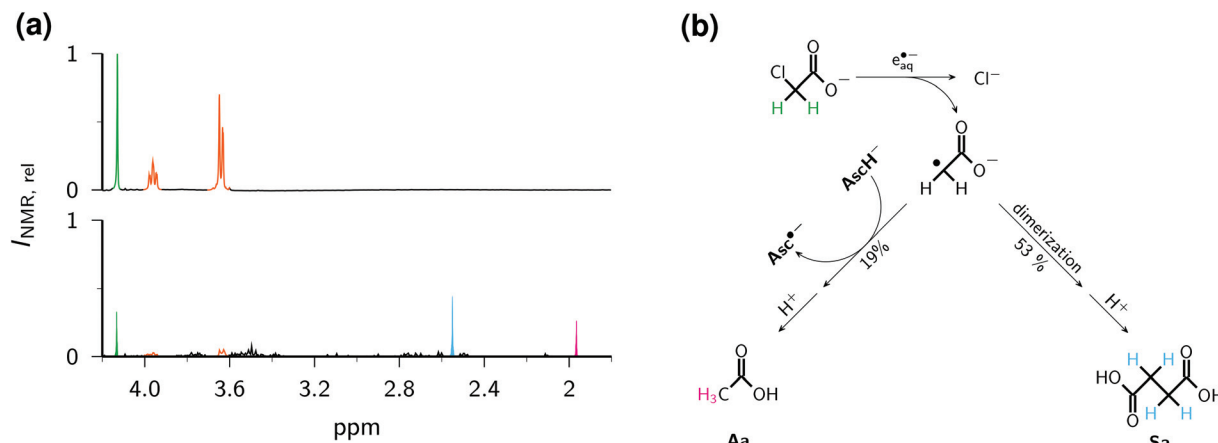 (a)
1
0
1
0
I NMR, rel
4.0 3.6 3.2 2.8 2.4 2
ppm
(b)
O
Cl
O−
H H
e•−aq
Cl−
O
•
O−
H H
AscH−
Asc•−
19%
dimerization
53 %
H+
H+
O
H3C OH
Aa
H H O
HO
OH
O H H
Sa